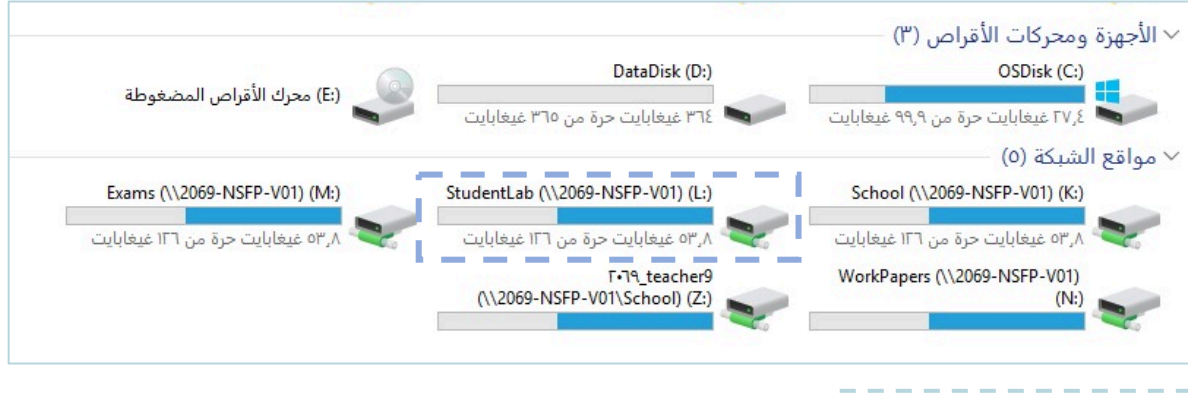 الأجهزة ومحركات الأقراص (٣)
OSDisk (C:)
٢٧,٤ غيغابايت حرة من ٩٩,٩ غيغابايت
DataDisk (D:)
٣٦٤ غيغابايت حرة من ٣٦٥ غيغابايت
محرك الأقراص المضغوطة (E:)
مواقع الشبكة (٥)
School (\\2069-NSFP-V01) (K:)
٥٣,٨ غيغابايت حرة من ١٢٦ غيغابايت
StudentLab (\\2069-NSFP-V01) (L:)
٥٣,٨ غيغابايت حرة من ١٢٦ غيغابايت
Exams (\\2069-NSFP-V01) (M:)
٥٣,٨ غيغابايت حرة من ١٢٦ غيغابايت
WorkPapers (\\2069-NSFP-V01)
(N:)
٢٠٦٩_teacher9
(\\2069-NSFP-V01\School) (Z:)